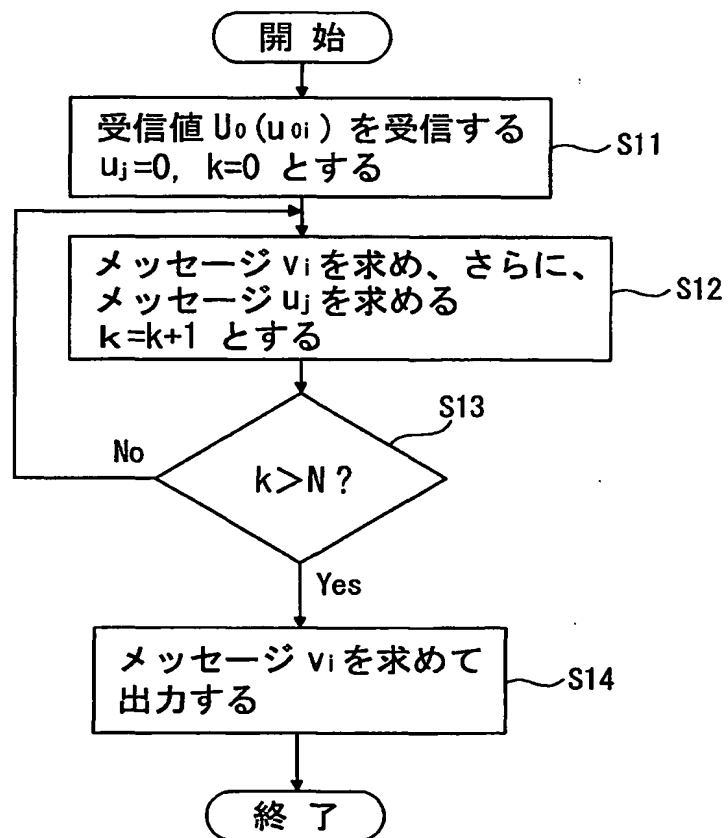 開始
受信値 U₀(u₀ᵢ) を受信する
uⱼ=0, k=0 とする
S11
メッセージ vᵢ を求め、さらに、
メッセージ uⱼ を求める
k=k+1 とする
S12
S13
No
k>N?
Yes
メッセージ vᵢ を求めて
出力する
S14
終了